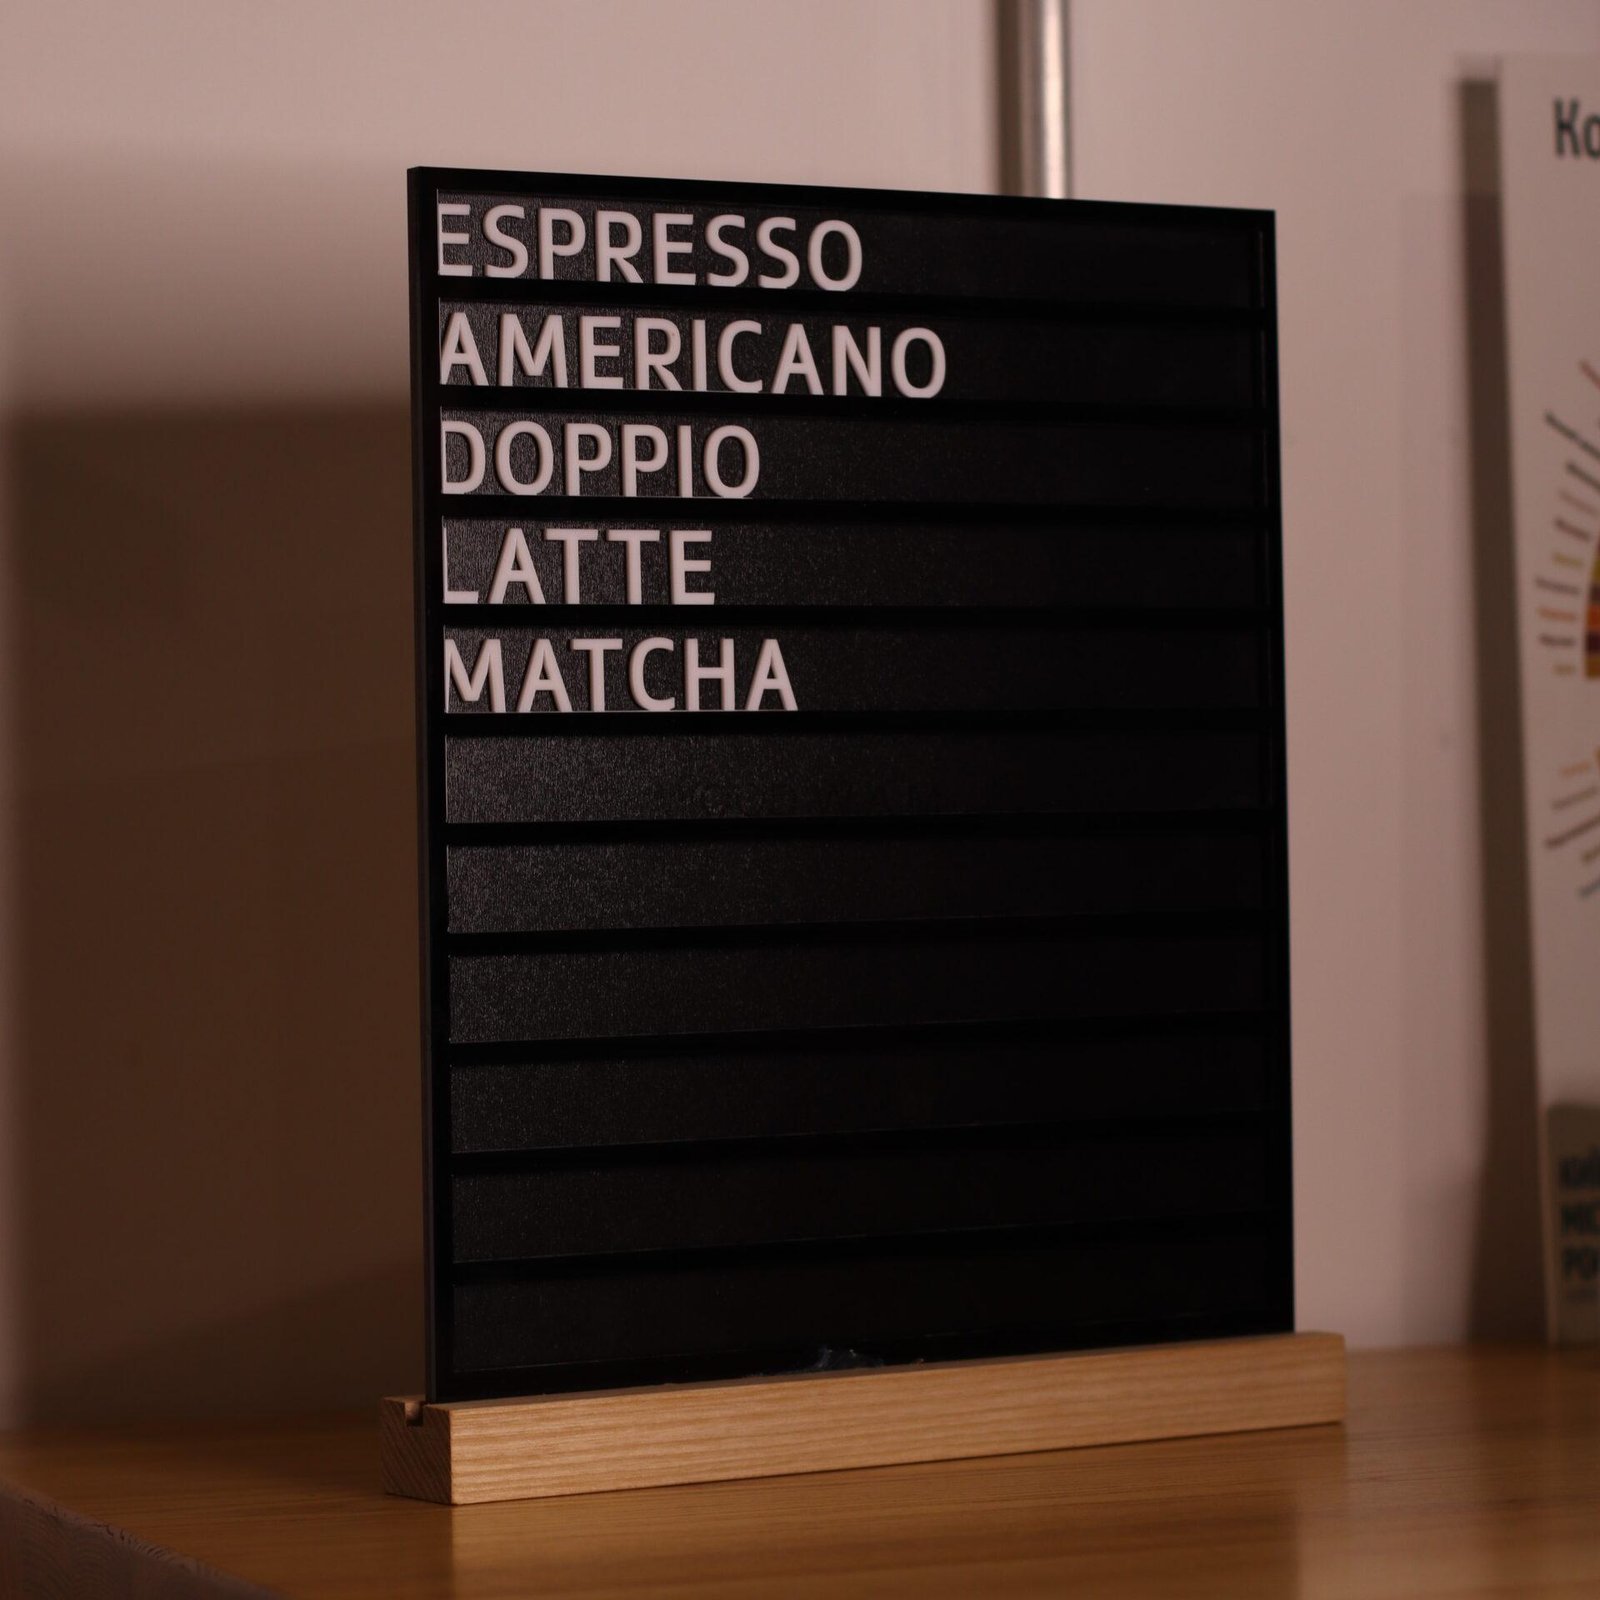 ESPRESSO
AMERICANO
DOPPIO
LATTE
MATCHA